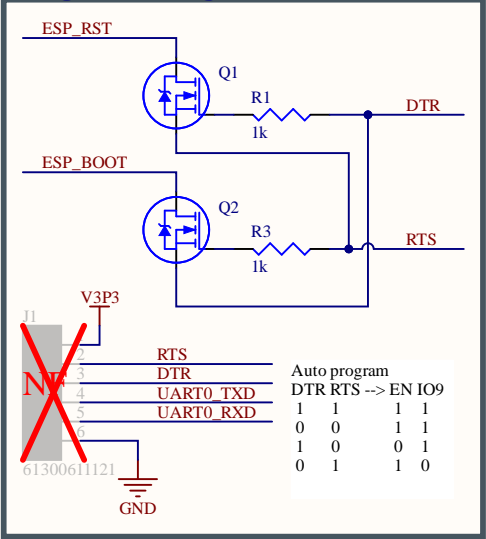 ESP_RST
Q1
R1
DTR
1k
ESP_BOOT
Q2
R3
RTS
1k
V3P3
J1
2
RTS
3
DTR
NF
4
UART0_TXD
5
UART0_RXD
6
61300611121
GND
Auto program
DTR RTS --> EN IO9
1 1 1 1
0 0 1 1
1 0 0 1
0 1 1 0